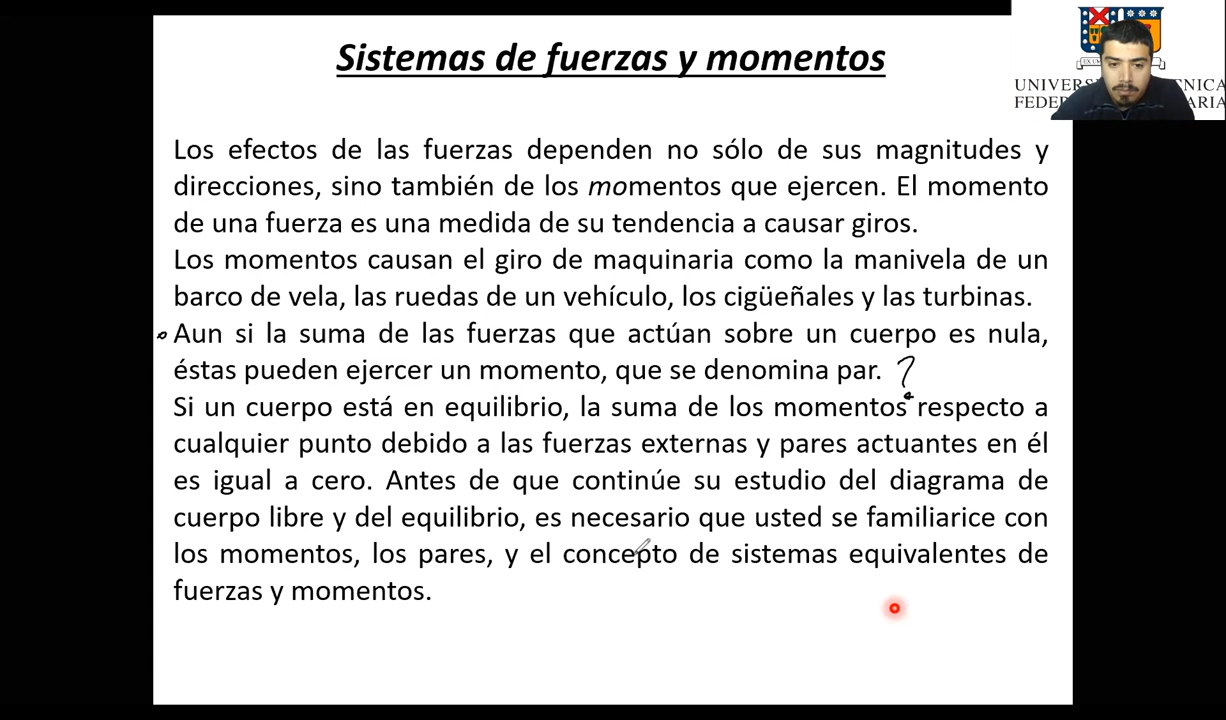 Sistemas de fuerzas y momentos
UNIVERS NICA
FEDER ARIA
Los efectos de las fuerzas dependen no sólo de sus magnitudes y
direcciones, sino también de los momentos que ejercen. El momento
de una fuerza es una medida de su tendencia a causar giros.
Los momentos causan el giro de maquinaria como la manivela de un
barco de vela, las ruedas de un vehículo, los cigüeñales y las turbinas.
Aun si la suma de las fuerzas que actúan sobre un cuerpo es nula,
éstas pueden ejercer un momento, que se denomina par. ?
Si un cuerpo está en equilibrio, la suma de los momentos respecto a
cualquier punto debido a las fuerzas externas y pares actuantes en él
es igual a cero. Antes de que continúe su estudio del diagrama de
cuerpo libre y del equilibrio, es necesario que usted se familiarice con
los momentos, los pares, y el concepto de sistemas equivalentes de
fuerzas y momentos.